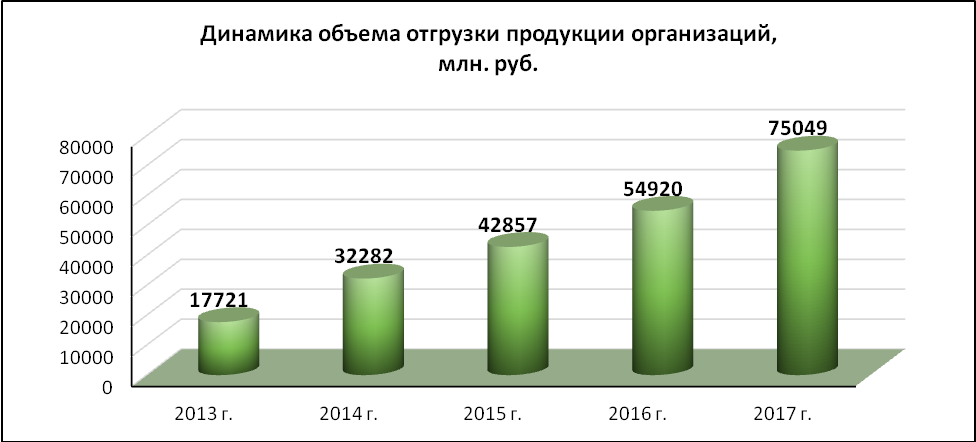 Динамика объема отгрузки продукции организаций,
млн. руб.
80000
70000
60000
50000
40000
30000
20000
10000
0
17721
32282
42857
54920
75049
2013 г.
2014 г.
2015 г.
2016 г.
2017 г.